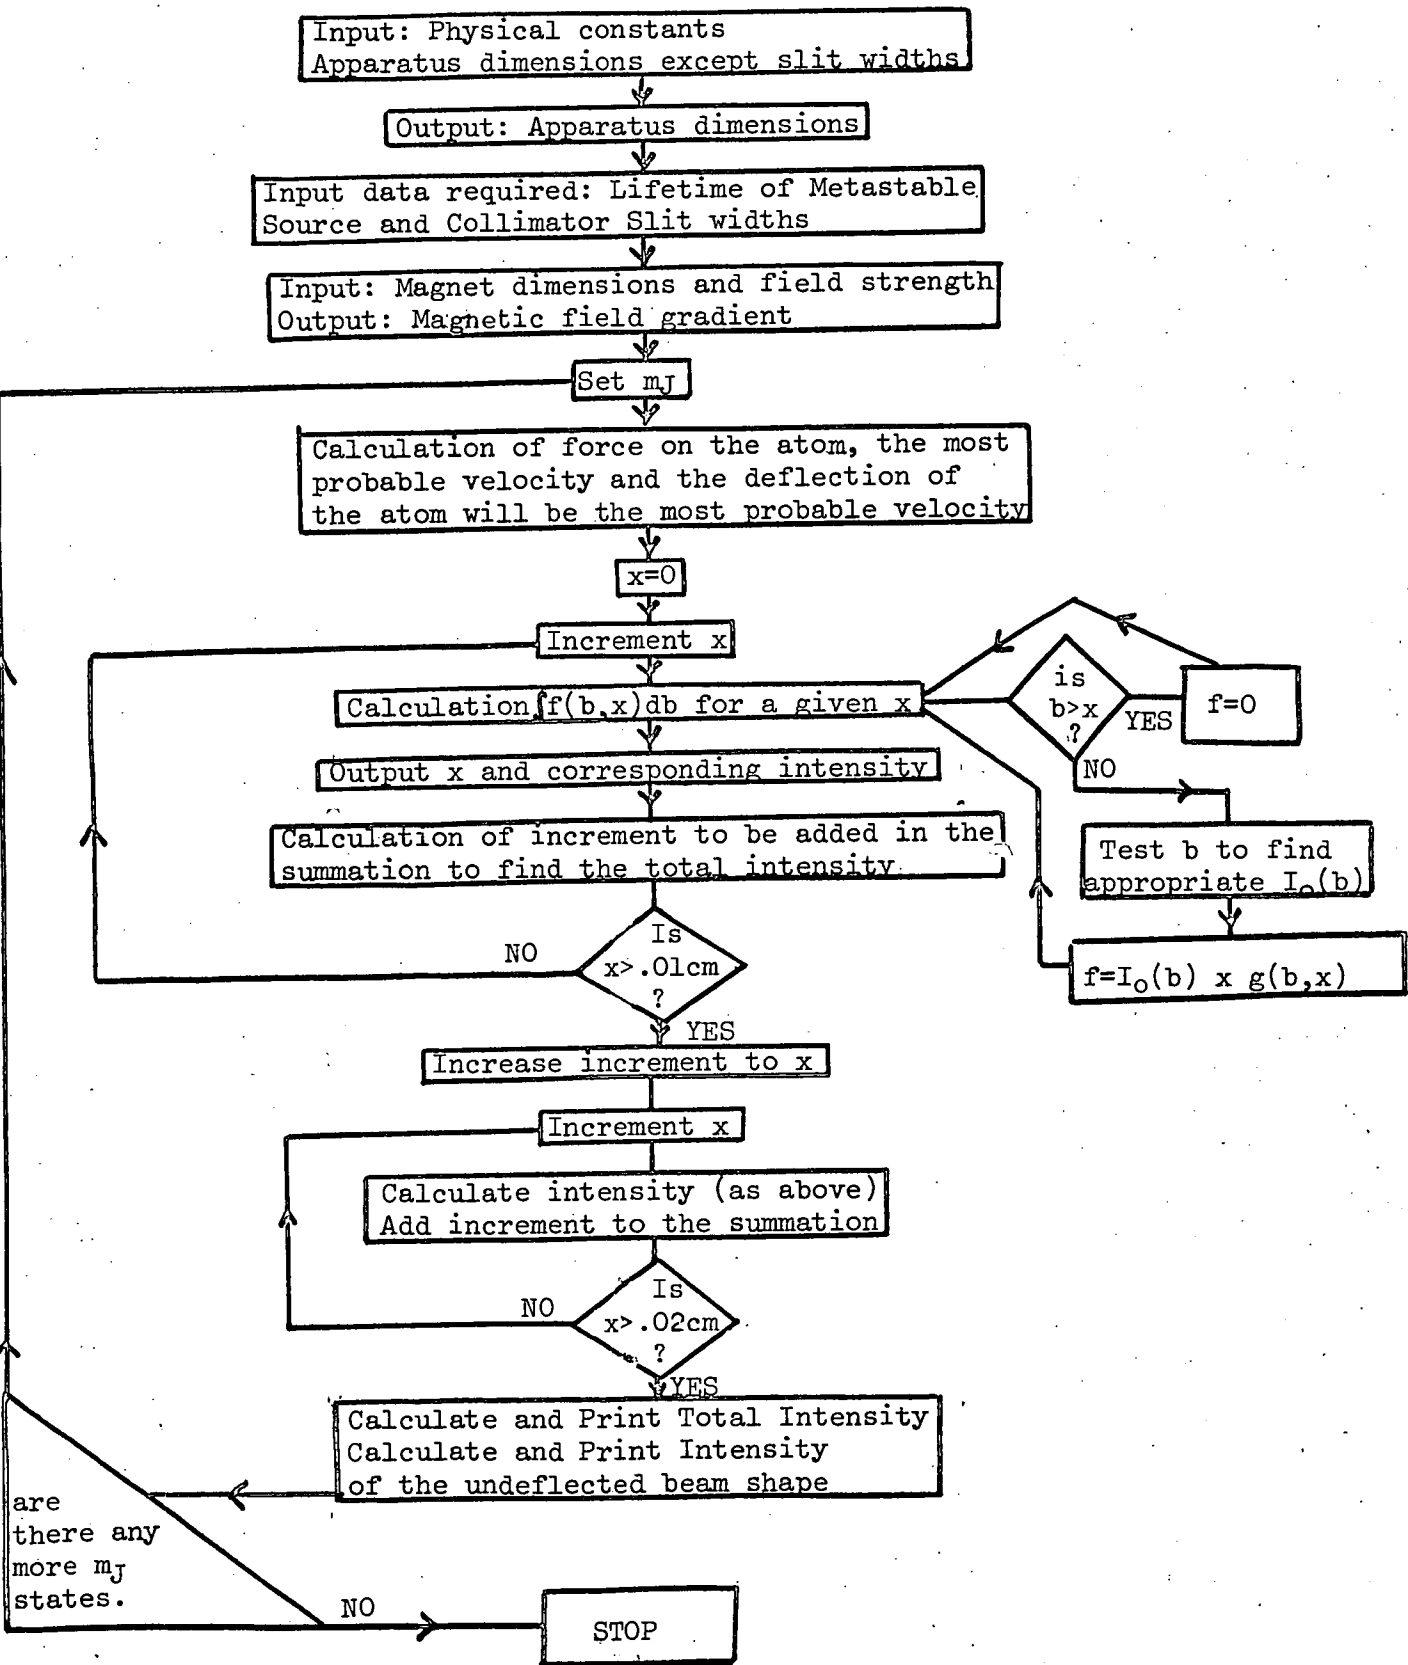 Input: Physical constants
Apparatus dimensions except slit widths
Output: Apparatus dimensions
Input data required: Lifetime of Metastable
Source and Collimator Slit widths
Input: Magnet dimensions and field strength
Output: Magnetic field gradient
Set mJ
Calculation of force on the atom, the most
probable velocity and the deflection of
the atom will be the most probable velocity
x=0
Increment x
Calculation ∫f(b,x)db for a given x
is
b>x
?
YES
f=0
NO
Test b to find
appropriate Io(b)
f=Io(b) x g(b,x)
Output x and corresponding intensity
Calculation of increment to be added in the
summation to find the total intensity
Is
x>.01cm
?
NO
YES
Increase increment to x
Increment x
Calculate intensity (as above)
Add increment to the summation
Is
x>.02cm
?
NO
YES
Calculate and Print Total Intensity
Calculate and Print Intensity
of the undeflected beam shape
are
there any
more mJ
states.
NO
STOP